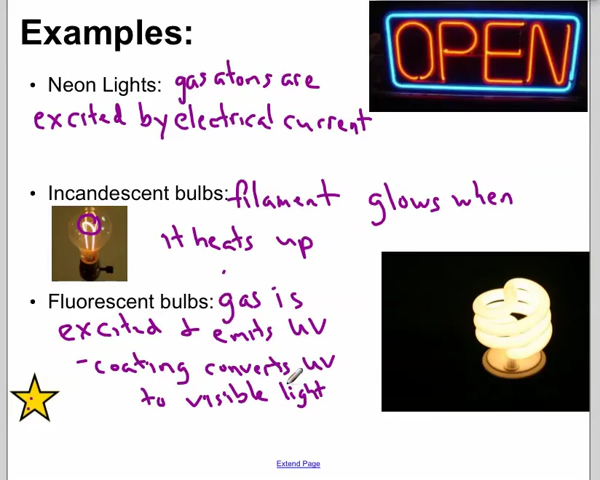 Examples:
OPEN
• Neon Lights: gas atoms are
excited by electrical current
• Incandescent bulbs: filament glows when
it heats up
• Fluorescent bulbs: gas is
excited & emits UV
- coating converts UV
to visible light
Extend Page